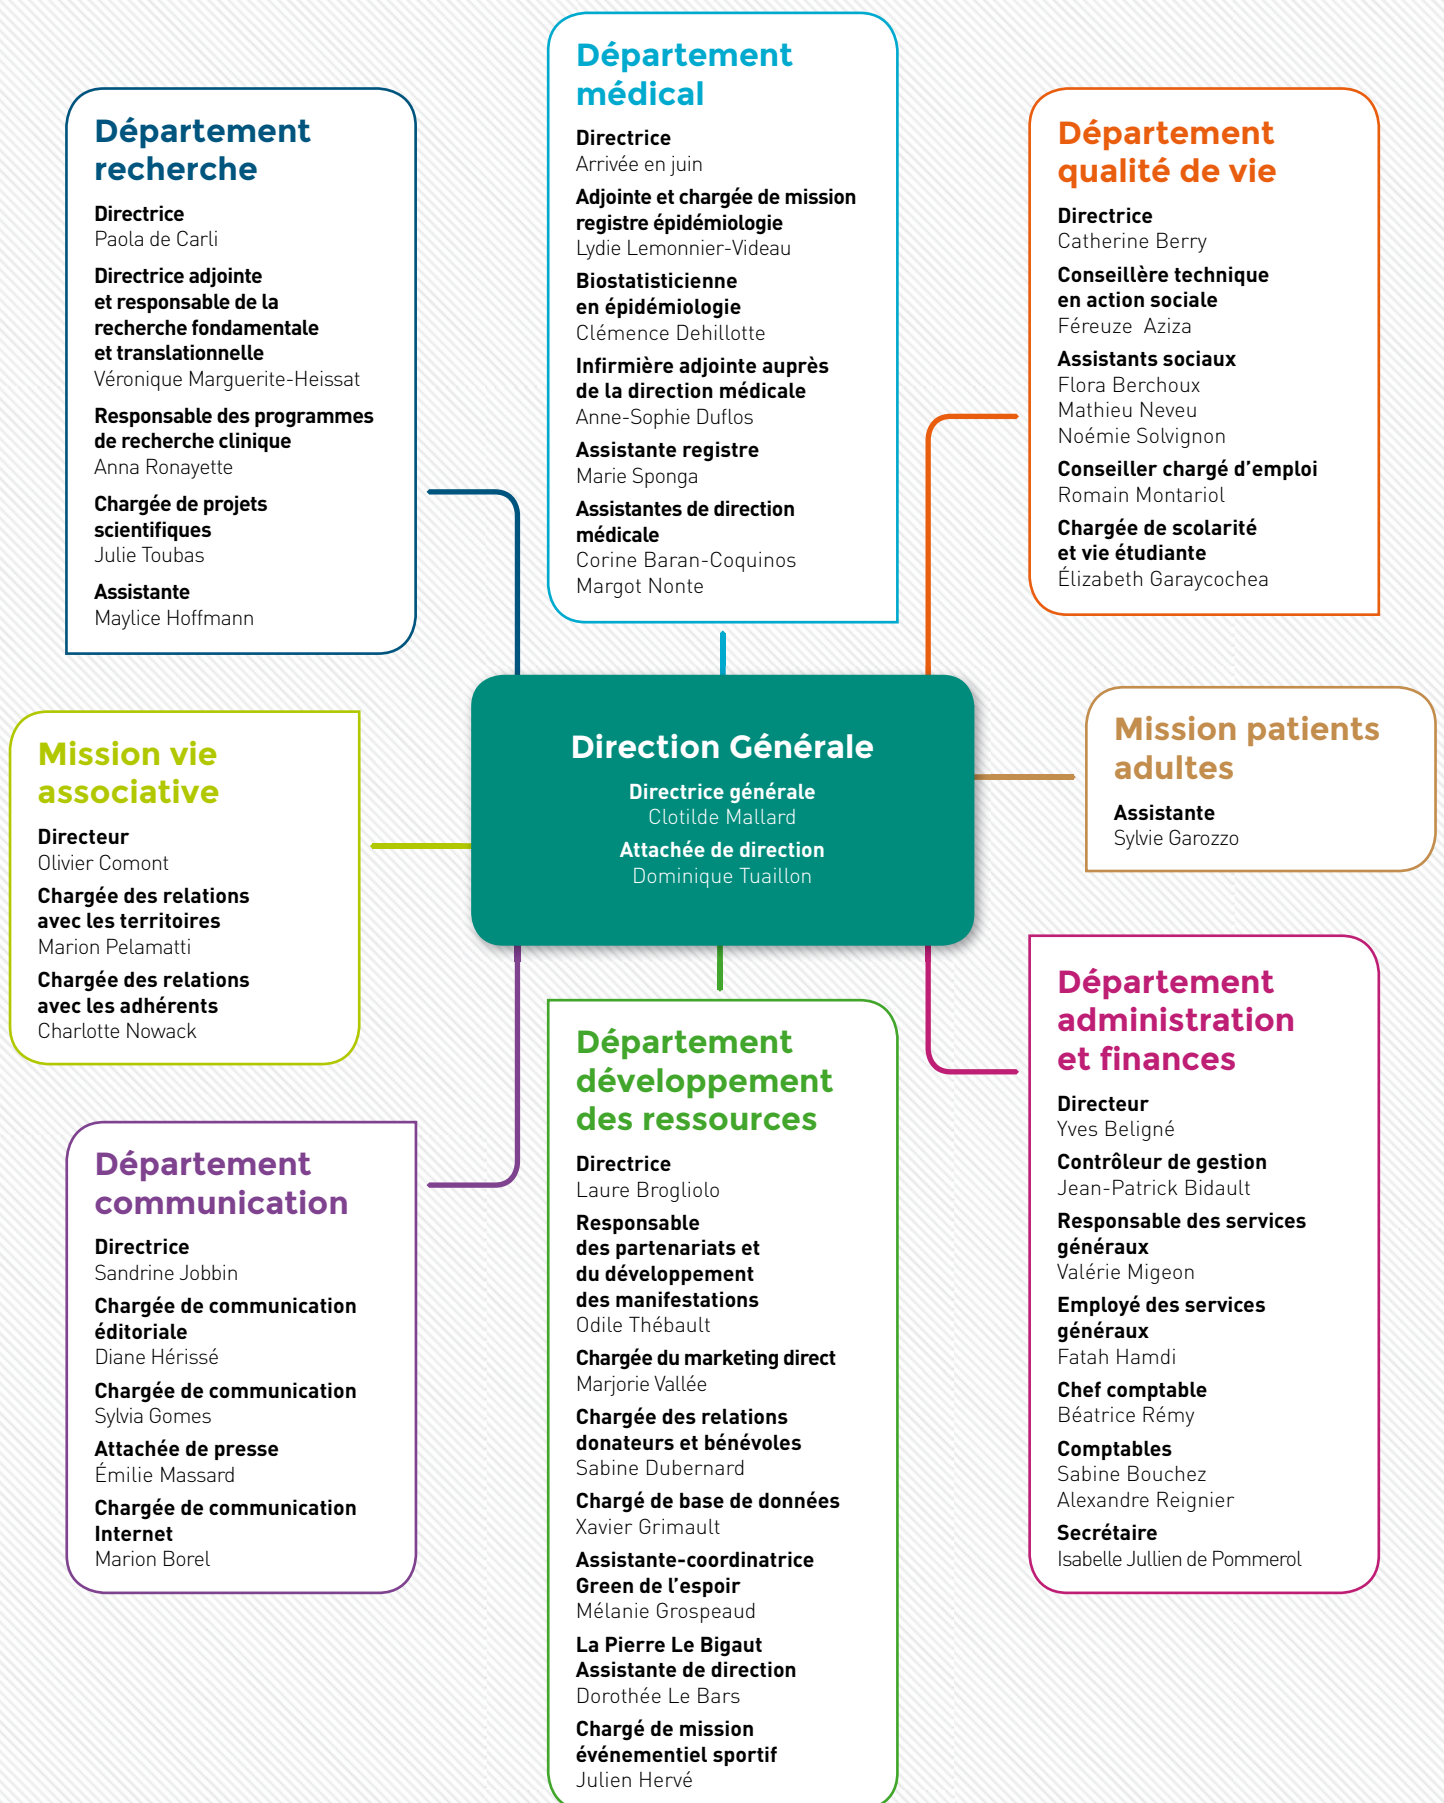 Département
médical
Directrice
Arrivée en juin
Adjointe et chargée de mission
registre épidémiologie
Lydie Lemonnier-Videau
Biostatisticienne
en épidémiologie
Clémence Dehillotte
Infirmière adjointe auprès
de la direction médicale
Anne-Sophie Duflos
Assistante registre
Marie Sponga
Assistantes de direction
médicale
Corine Baran-Coquinos
Margot Nonte
Département
recherche
Directrice
Paola de Carli
Directrice adjointe
et responsable de la
recherche fondamentale
et translationnelle
Véronique Marguerite-Heissat
Responsable des programmes
de recherche clinique
Anna Ronayette
Chargée de projets
scientifiques
Julie Toubas
Assistante
Maylice Hoffmann
Département
qualité de vie
Directrice
Catherine Berry
Conseillère technique
en action sociale
Féreuze Aziza
Assistants sociaux
Flora Berchoux
Mathieu Neveu
Noémie Solvignon
Conseiller chargé d'emploi
Romain Montariol
Chargée de scolarité
et vie étudiante
Élizabeth Garaycochea
Mission vie
associative
Directeur
Olivier Comont
Chargée des relations
avec les territoires
Marion Pelamatti
Chargée des relations
avec les adhérents
Charlotte Nowack
Direction Générale
Directrice générale
Clotilde Mallard
Attachée de direction
Dominique Tuaillon
Mission patients
adultes
Assistante
Sylvie Garozzo
Département
communication
Directrice
Sandrine Jobbin
Chargée de communication
éditoriale
Diane Hérissé
Chargée de communication
Sylvia Gomes
Attachée de presse
Émilie Massard
Chargée de communication
Internet
Marion Borel
Département
développement
des ressources
Directrice
Laure Brogliolo
Responsable
des partenariats et
du développement
des manifestations
Odile Thébault
Chargée du marketing direct
Marjorie Vallée
Chargée des relations
donateurs et bénévoles
Sabine Dubernard
Chargé de base de données
Xavier Grimault
Assistante-coordinatrice
Green de l'espoir
Mélanie Grospeaud
La Pierre Le Bigaut
Assistante de direction
Dorothée Le Bars
Chargé de mission
événementiel sportif
Julien Hervé
Département
administration
et finances
Directeur
Yves Beligné
Contrôleur de gestion
Jean-Patrick Bidault
Responsable des services
généraux
Valérie Migeon
Employé des services
généraux
Fatah Hamdi
Chef comptable
Béatrice Rémy
Comptables
Sabine Bouchez
Alexandre Reignier
Secrétaire
Isabelle Jullien de Pommerol